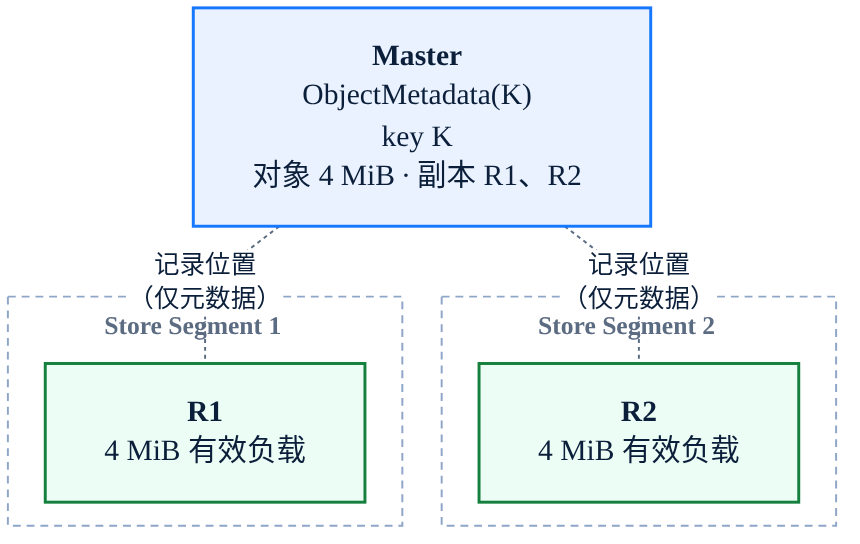 Master
ObjectMetadata(K)
key K
对象 4 MiB · 副本 R1、R2
记录位置
（仅元数据）
Store Segment 1
R1
4 MiB 有效负载
记录位置
（仅元数据）
Store Segment 2
R2
4 MiB 有效负载